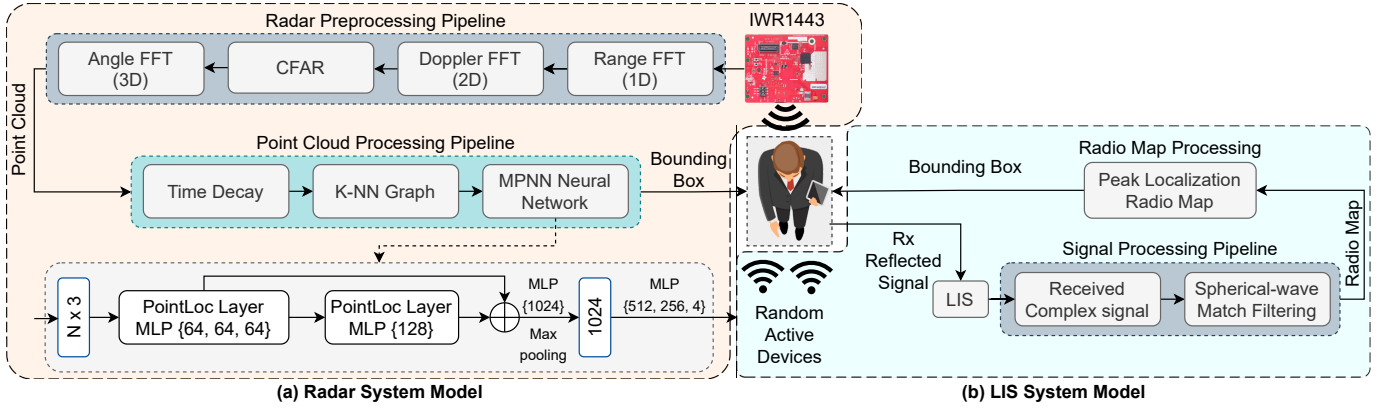 Radar Preprocessing Pipeline
IWR1443
Angle FFT
(3D)
CFAR
Doppler FFT
(2D)
Range FFT
(1D)
Point Cloud
Point Cloud Processing Pipeline
Time Decay
K-NN Graph
MPNN Neural
Network
Bounding
Box
N x 3
PointLoc Layer
MLP {64, 64, 64}
PointLoc Layer
MLP {128}
MLP
{1024}
Max
pooling
1024
MLP
{512, 256, 4}
(a) Radar System Model
Random
Active
Devices
Radio Map Processing
Bounding Box
Peak Localization
Radio Map
Rx
Reflected
Signal
LIS
Signal Processing Pipeline
Received
Complex signal
Spherical-wave
Match Filtering
Radio Map
(b) LIS System Model